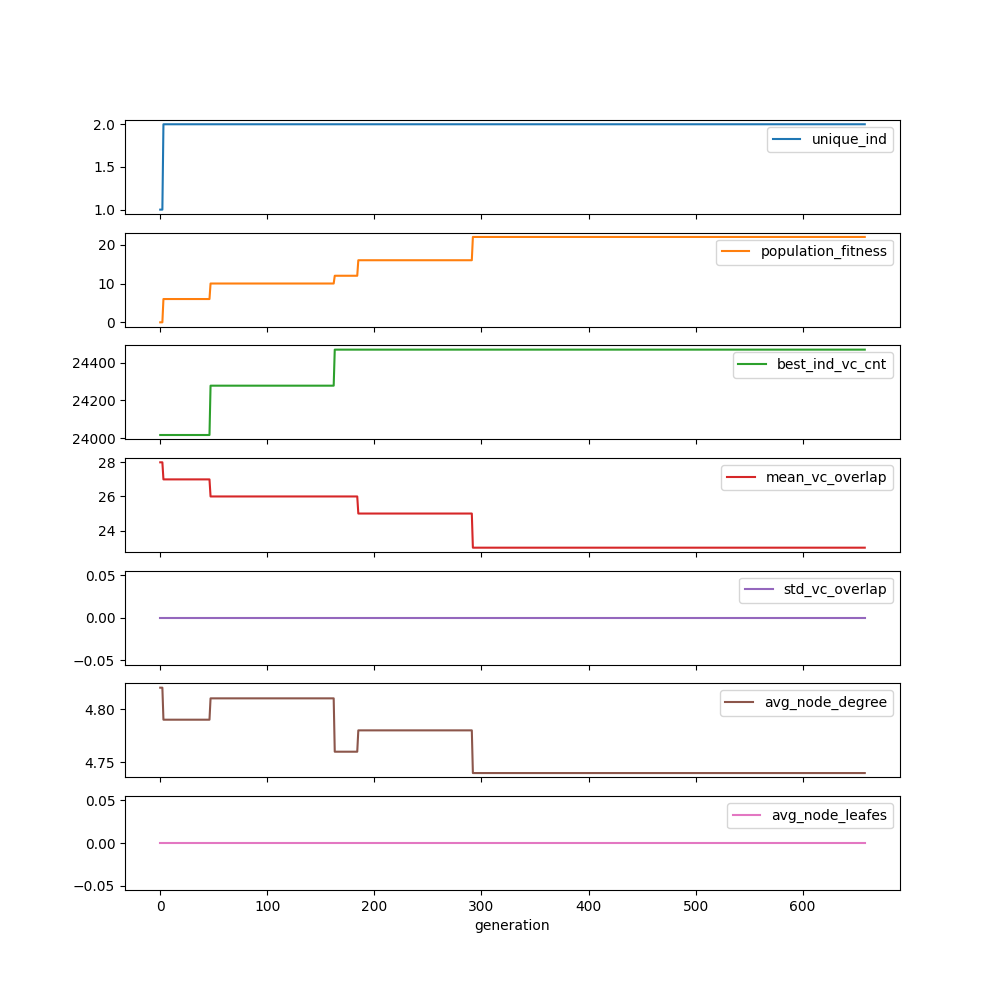 2.0
1.5
1.0
unique_ind
20
10
0
population_fitness
24400
24200
24000
best_ind_vc_cnt
28
26
24
mean_vc_overlap
0.05
0.00
−0.05
std_vc_overlap
4.80
4.75
avg_node_degree
0.05
0.00
−0.05
avg_node_leafes
0 100 200 300 400 500 600
generation